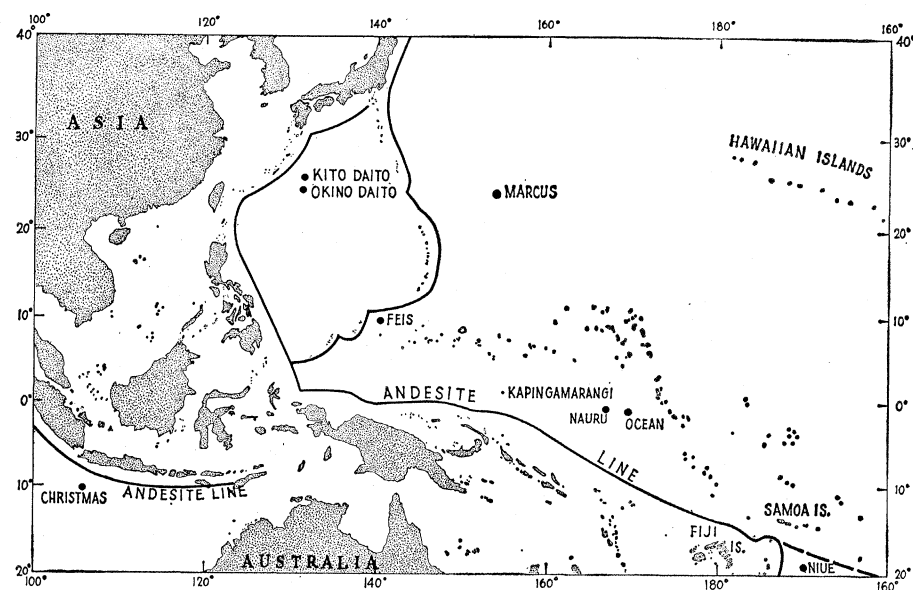 100° 120° 140° 160° 180° 160°
40° 40°
ASIA
30° 30°
HAWAIIAN ISLANDS
KITO DAITO
OKINO DAITO
MARCUS
20° 20°
10° 10°
FEIS
ANDESITE
KAPINGAMARANGI
0° 0°
NAURU
OCEAN
LINE
10° 10°
CHRISTMAS
ANDESITE LINE
SAMOA IS.
FIJI
IS.
AUSTRALIA
NIUE
20° 20°
100° 120° 140° 160° 180° 160°